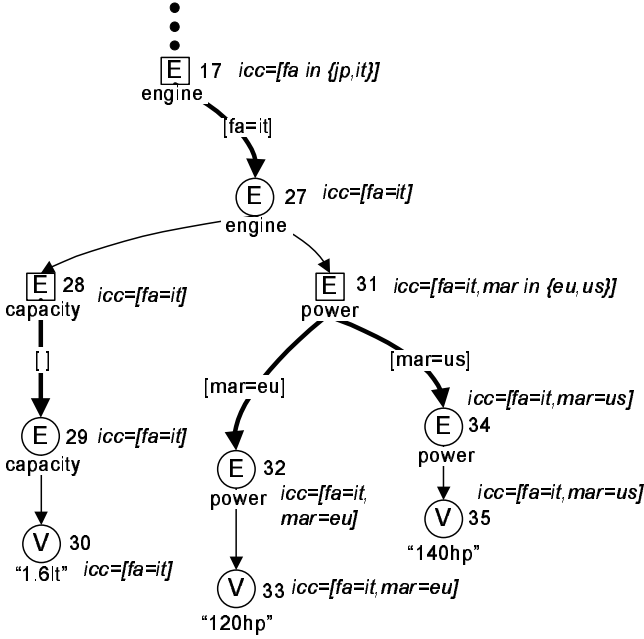 E 17 icc=[fa in {jp,it}]
engine
[fa=it]
E 27 icc=[fa=it]
engine
E 28 icc=[fa=it]
capacity
E 31 icc=[fa=it,mar in {eu,us}]
power
[ ]
[mar=eu]
[mar=us]
E 29 icc=[fa=it]
capacity
E 32
power
icc=[fa=it,
mar=eu]
icc=[fa=it,mar=us]
E 34
power
V 30
“1.6lt” icc=[fa=it]
V 33 icc=[fa=it,mar=eu]
“120hp”
icc=[fa=it,mar=us]
V 35
“140hp”